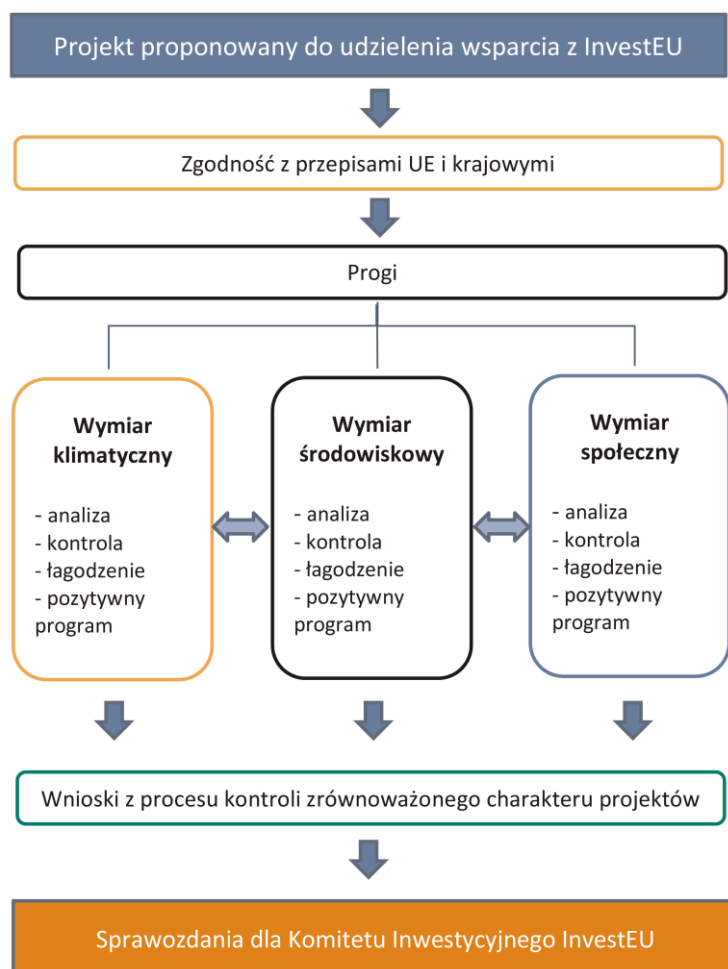 Projekt proponowany do udzielenia wsparcia z InvestEU
Zgodność z przepisami UE i krajowymi
Progi
Wymiar
klimatyczny
- analiza
- kontrola
- łagodzenie
- pozytywny
program
Wymiar
środowiskowy
- analiza
- kontrola
- łagodzenie
- pozytywny
program
Wymiar
społeczny
- analiza
- kontrola
- łagodzenie
- pozytywny
program
Wnioski z procesu kontroli zrównoważonego charakteru projektów
Sprawozdania dla Komitetu Inwestycyjnego InvestEU